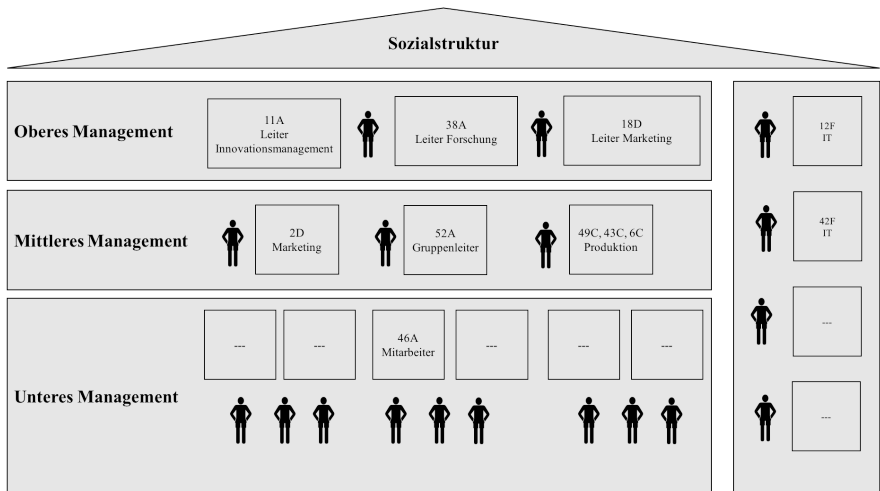 Sozialstruktur
Oberes Management
11A
Leiter
Innovationsmanagement
38A
Leiter Forschung
18D
Leiter Marketing
12F
IT
Mittleres Management
2D
Marketing
52A
Gruppenleiter
49C, 43C, 6C
Produktion
42F
IT
Unteres Management
---
---
46A
Mitarbeiter
---
---
---
---
---